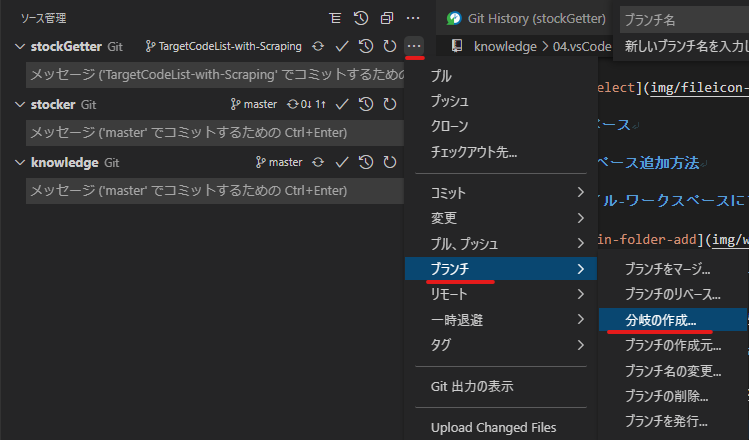 ソース管理
stockGetter Git
TargetCodeList-with-Scraping
メッセージ ('TargetCodeList-with-Scraping' でコミットするための
stocker Git
master
0↓ 1↑
メッセージ ('master' でコミットするための Ctrl+Enter)
knowledge Git
master
メッセージ ('master' でコミットするための Ctrl+Enter)
プル
プッシュ
クローン
チェックアウト先...
コミット
変更
プル、プッシュ
ブランチ
リモート
一時退避
タグ
Git 出力の表示
Upload Changed Files
ブランチをマージ...
ブランチのリベース...
分岐の作成...
ブランチの作成元...
ブランチ名の変更...
ブランチの削除...
ブランチを発行...
Git History (stockGetter)
ブランチ名
新しいブランチ名を入力し
knowledge > 04.vsCode
elect](img/fileicon-
ベース
ペース追加方法
イル-ワークスペースに
in-folder-add](img/w